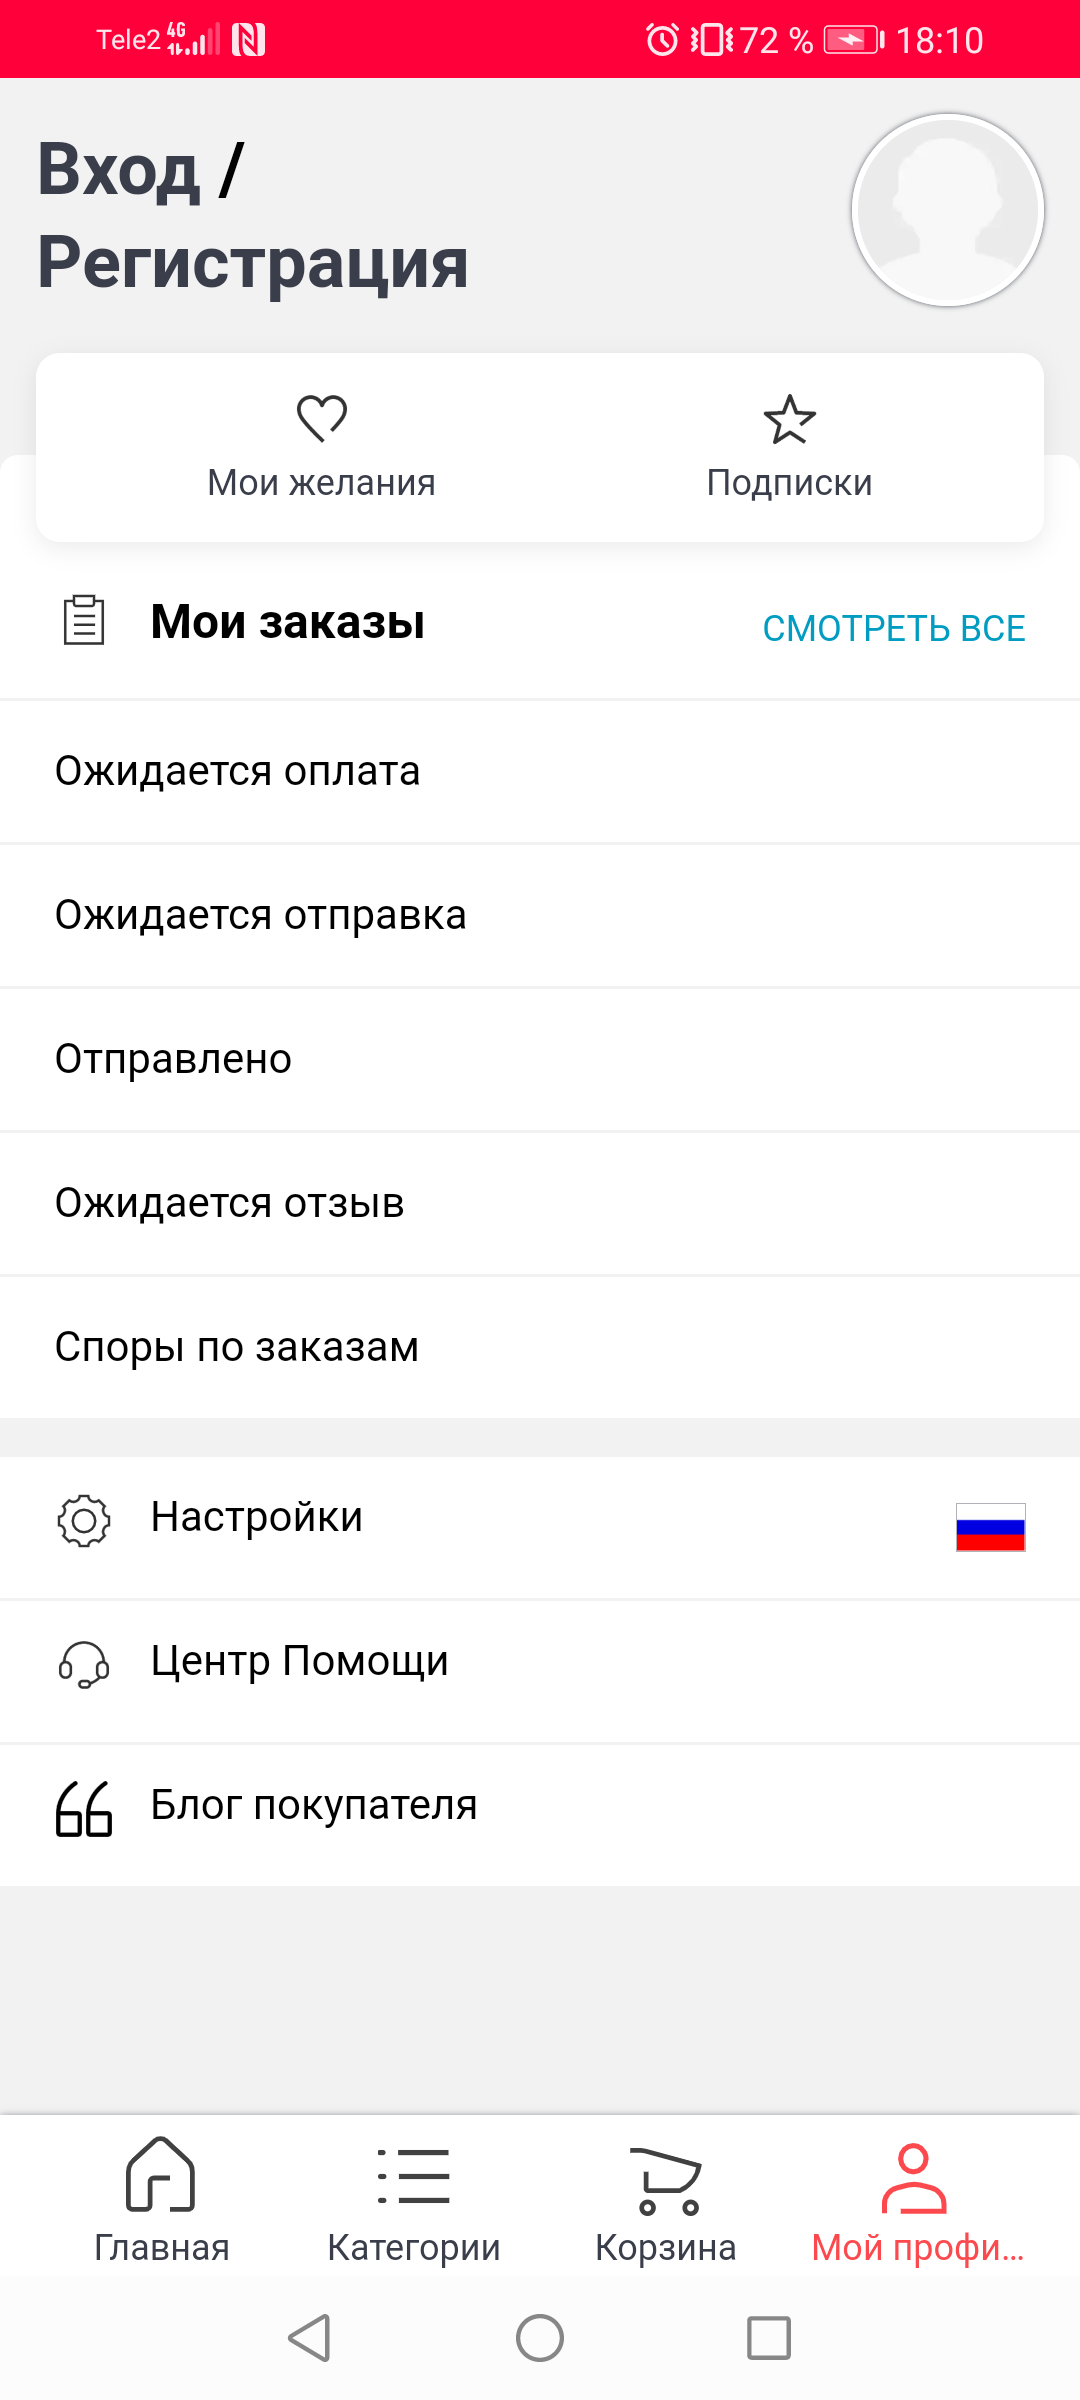 Tele2 4G 72 % 18:10
Вход /
Регистрация
Мои желания Подписки
Мои заказы СМОТРЕТЬ ВСЕ
Ожидается оплата
Ожидается отправка
Отправлено
Ожидается отзыв
Споры по заказам
Настройки
Центр Помощи
Блог покупателя
Главная Категории Корзина Мой профи...